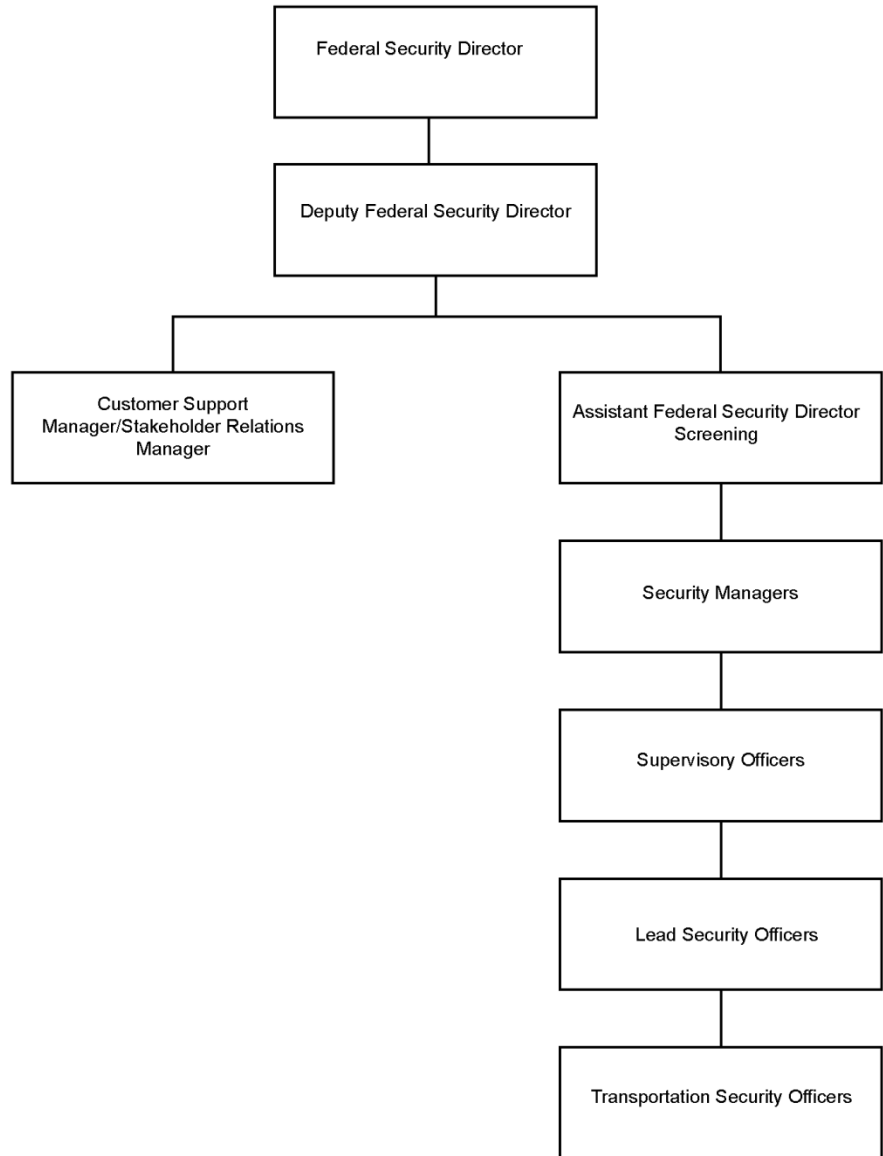 Federal Security Director
Deputy Federal Security Director
Customer Support
Manager/Stakeholder Relations
Manager
Assistant Federal Security Director
Screening
Security Managers
Supervisory Officers
Lead Security Officers
Transportation Security Officers